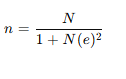 n = N / 1 + N(e)²